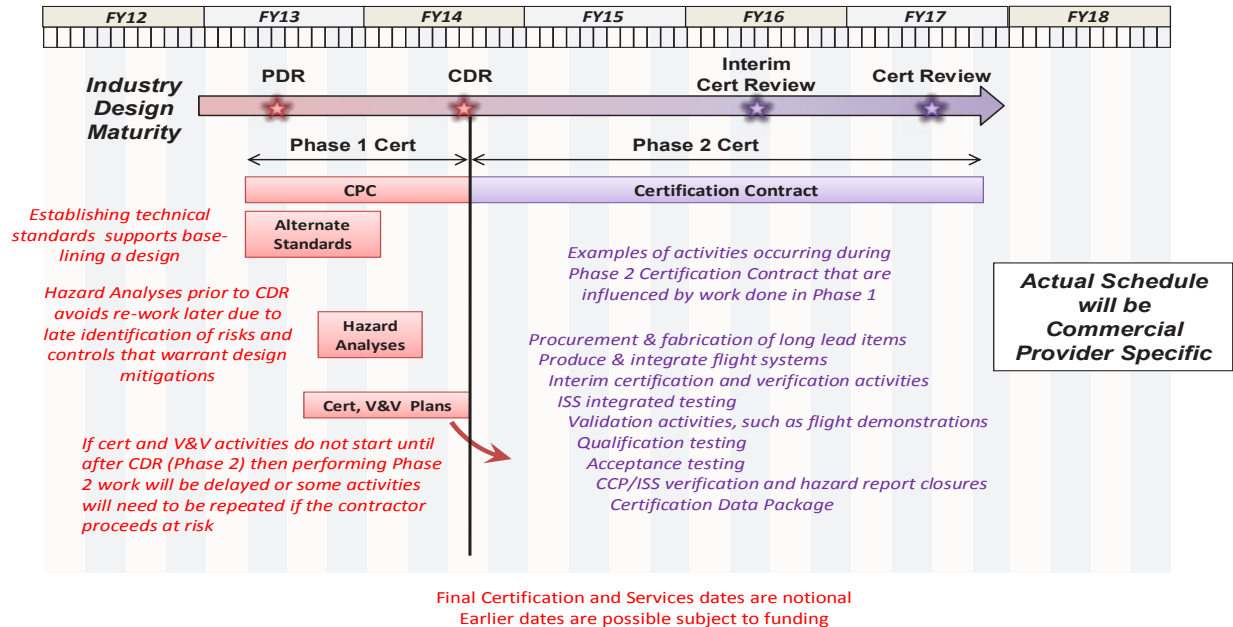 FY12 FY13 FY14 FY15 FY16 FY17 FY18
Industry
Design
Maturity
PDR
CDR
Interim
Cert Review
Cert Review
Phase 1 Cert
Phase 2 Cert
CPC
Certification Contract
Establishing technical
standards supports base-
lining a design
Alternate
Standards
Hazard Analyses prior to CDR
avoids re-work later due to
late identification of risks and
controls that warrant design
mitigations
Hazard
Analyses
Cert, V&V Plans
If cert and V&V activities do not start until
after CDR (Phase 2) then performing Phase
2 work will be delayed or some activities
will need to be repeated if the contractor
proceeds at risk
Examples of activities occurring during
Phase 2 Certification Contract that are
influenced by work done in Phase 1
Procurement & fabrication of long lead items
Produce & integrate flight systems
Interim certification and verification activities
ISS integrated testing
Validation activities, such as flight demonstrations
Qualification testing
Acceptance testing
CCP/ISS verification and hazard report closures
Certification Data Package
Actual Schedule
will be
Commercial
Provider Specific
Final Certification and Services dates are notional
Earlier dates are possible subject to funding